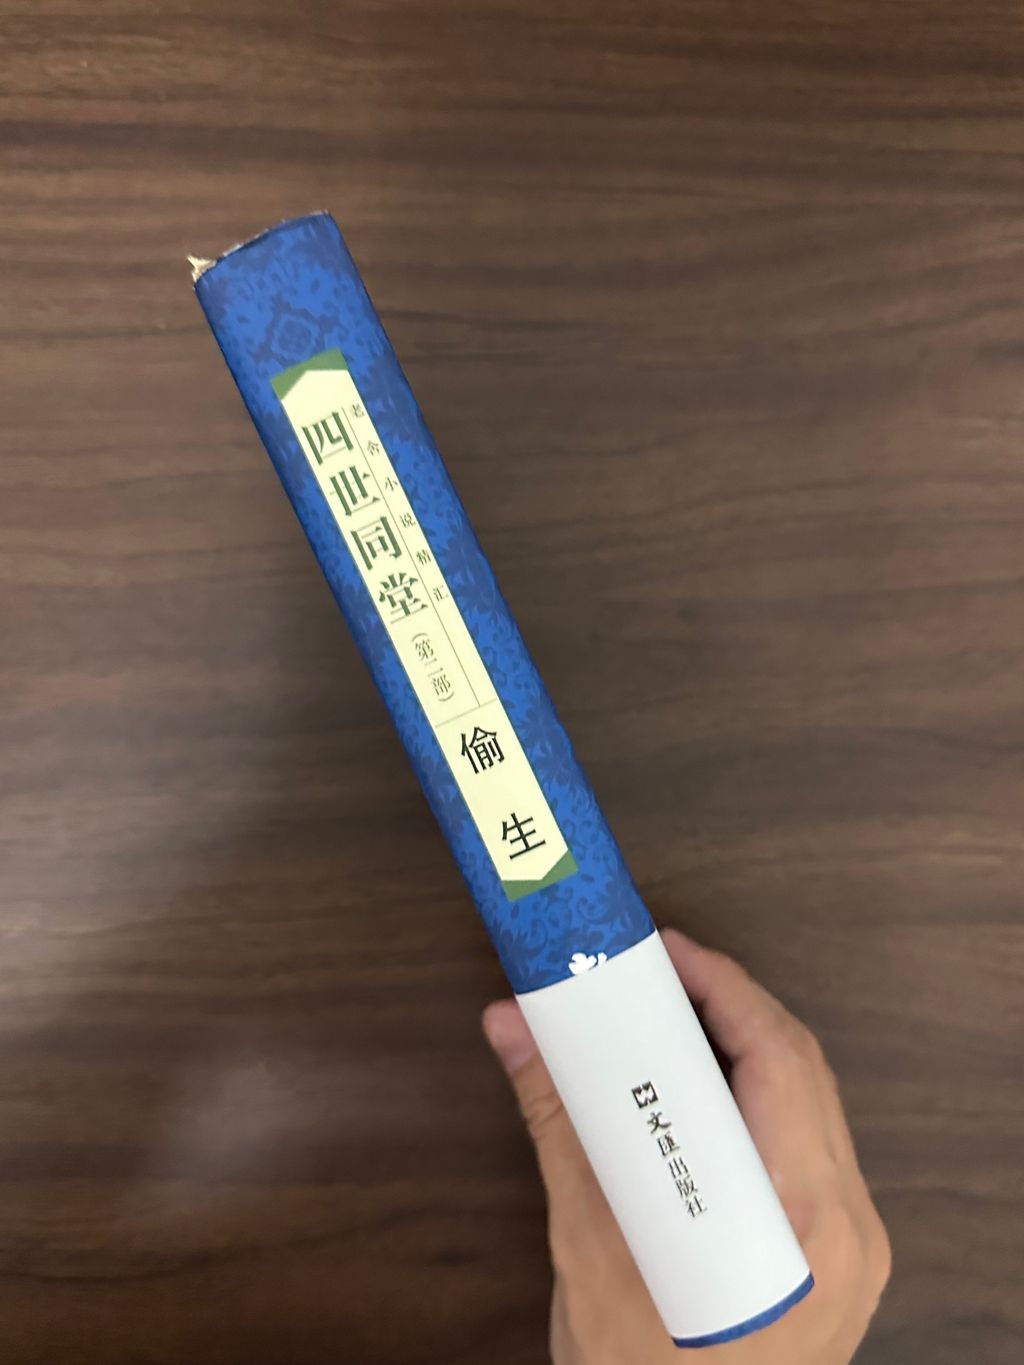 老舍小说精汇
四世同堂
（第二部）
偷生
文匯出版社